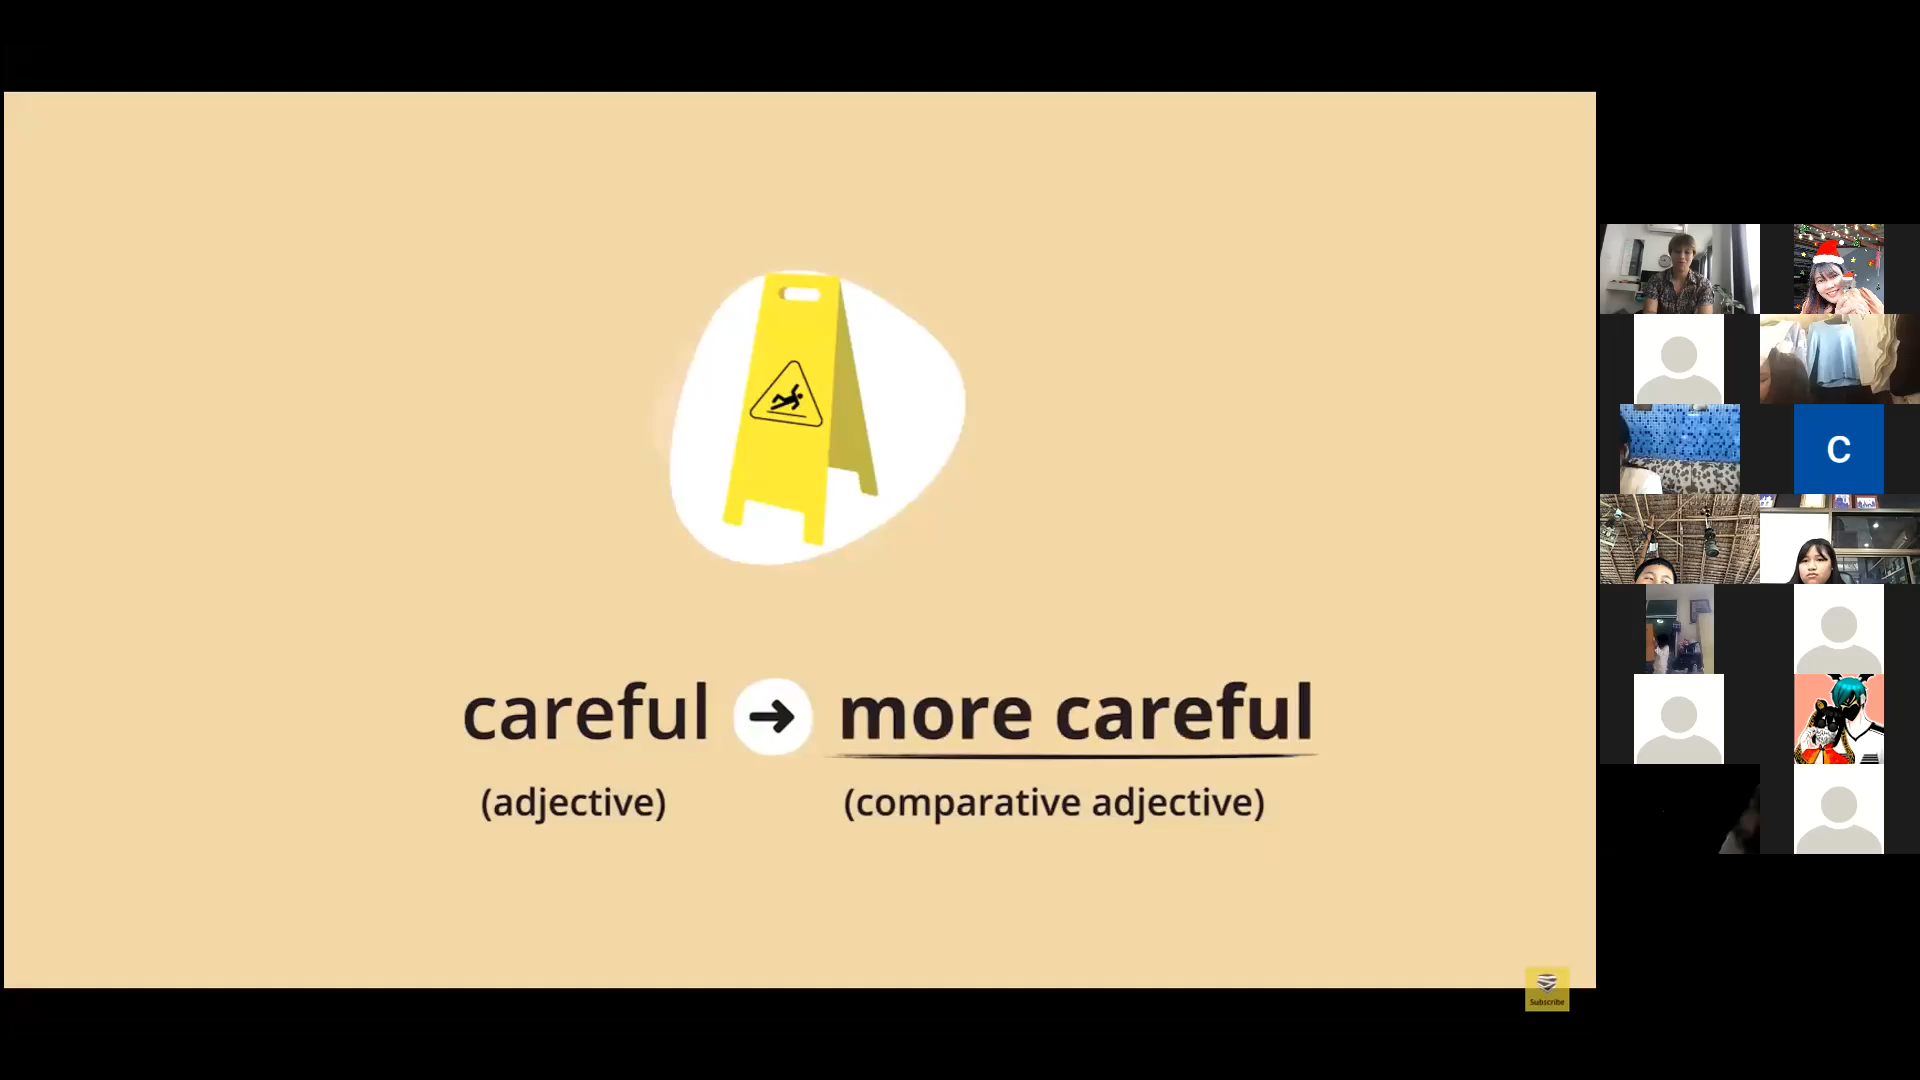 careful → more careful
(adjective) (comparative adjective)
Subscribe
C